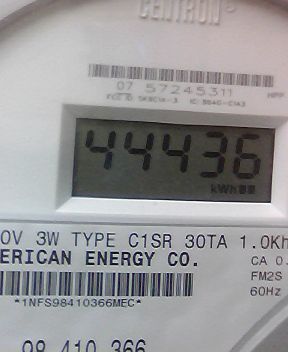 CENTRON
07 57245311
44436
kWh
0V 3W TYPE C1SR 30TA 1.0Kh
ERICAN ENERGY CO.
CA 0.
FM2S
60Hz
*1NFS98410366MEC*
98 410 366